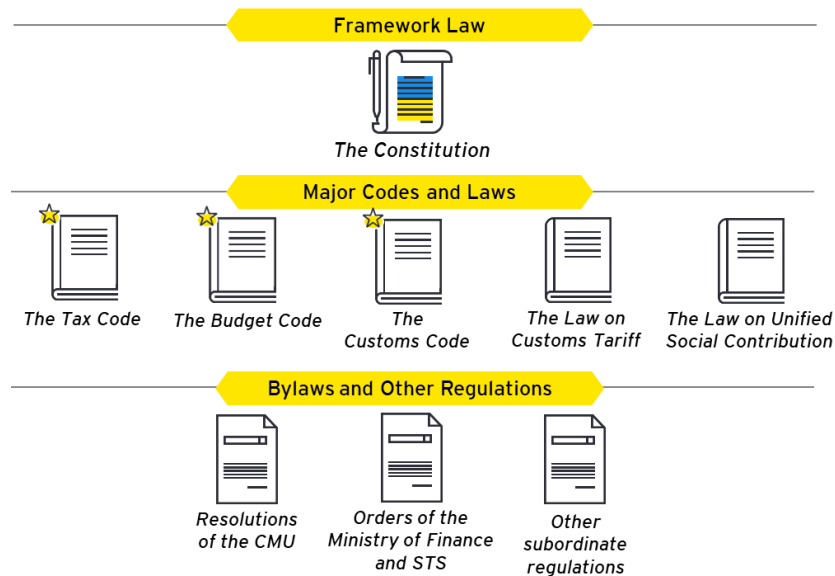 Framework Law
The Constitution
Major Codes and Laws
The Tax Code
The Budget Code
The
Customs Code
The Law on
Customs Tariff
The Law on Unified
Social Contribution
Bylaws and Other Regulations
Resolutions
of the CMU
Orders of the
Ministry of Finance
and STS
Other
subordinate
regulations